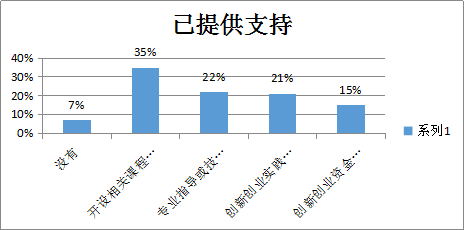 已提供支持
40%
30%
20%
10%
0%
7%
35%
22%
21%
15%
没有
开设相关课程…
专业指导或技…
创新创业实践…
创新创业资金…
系列1